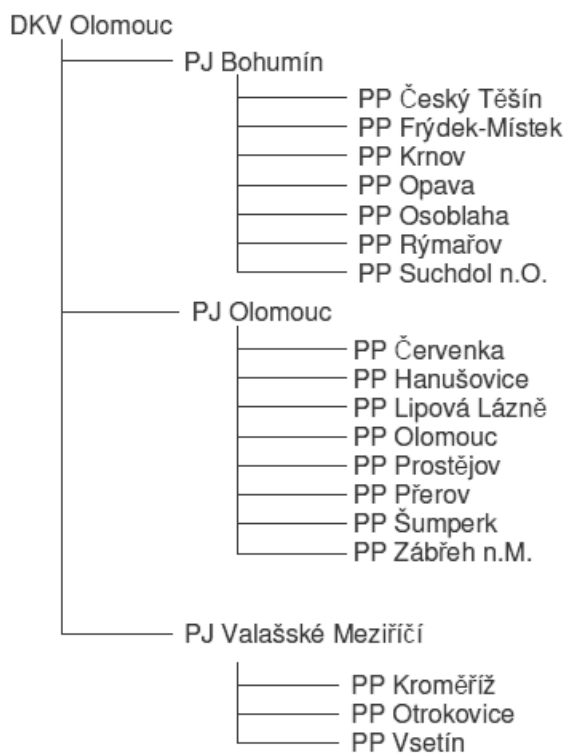 DKV Olomouc
PJ Bohumín
PP Český Těšín
PP Frýdek-Místek
PP Krnov
PP Opava
PP Osoblaha
PP Rýmařov
PP Suchdol n.O.
PJ Olomouc
PP Červenka
PP Hanušovice
PP Lipová Lázně
PP Olomouc
PP Prostějov
PP Přerov
PP Šumperk
PP Zábřeh n.M.
PJ Valašské Meziříčí
PP Kroměříž
PP Otrokovice
PP Vsetín